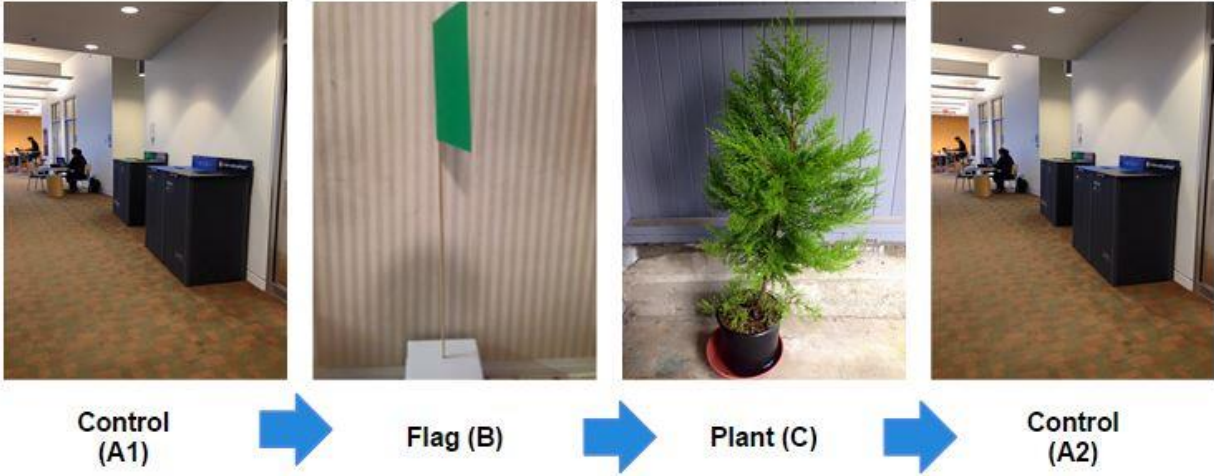 Control
(A1)
Flag (B)
Plant (C)
Control
(A2)